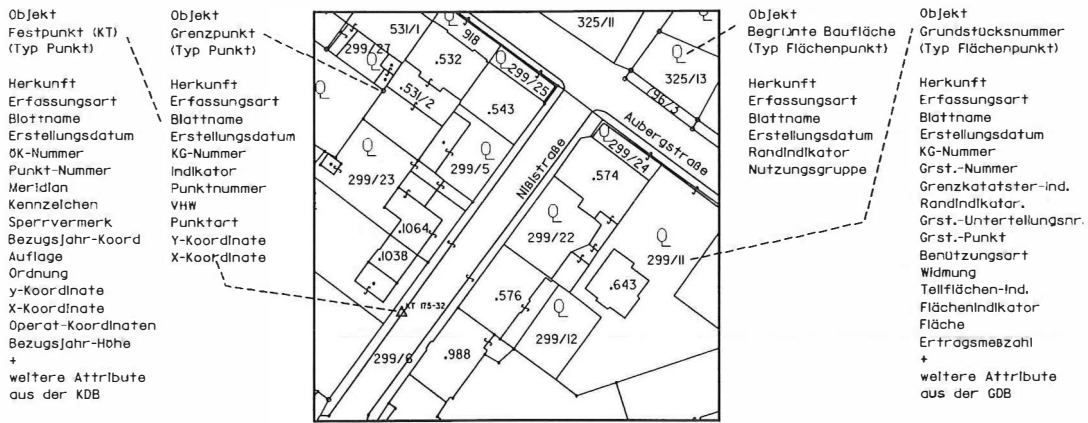 Objekt
Festpunkt (KT)
(Typ Punkt)
Herkunft
Erfassungsart
Blattname
Erstellungsdatum
ÖK-Nummer
Punkt-Nummer
Meridian
Kennzeichen
Sperrvermerk
Bezugsjahr-Koord
Auflage
Ordnung
y-Koordinate
X-Koordinate
Operat-Koordinaten
Bezugsjahr-Höhe
+
weitere Attribute
aus der KDB
Objekt
Grenzpunkt
(Typ Punkt)
Herkunft
Erfassungsart
Blattname
Erstellungsdatum
KG-Nummer
Indikator
Punktnummer
VHW
Punktart
Y-Koordinate
X-Koordinate
.531/1
918
325/11
299/27
.532
299/25
325/13
.531/2
.543
196/3
Aubergstraße
299/23
299/5
Nißlstraße
299/24
.574
.1064
299/22
299/11
.1038
.643
KT 175-32
.576
299/12
299/6
.988
Objekt
Begrünte Baufläche
(Typ Flächenpunkt)
Herkunft
Erfassungsart
Blattname
Erstellungsdatum
Randindikator
Nutzungsgruppe
Objekt
Grundstücksnummer
(Typ Flächenpunkt)
Herkunft
Erfassungsart
Blattname
Erstellungsdatum
KG-Nummer
Grst.-Nummer
Grenzkatatster-Ind.
Randindikatar.
Grst.-Unterteilungsnr.
Grst.-Punkt
Benützungsart
Widmung
Teilflächen-Ind.
Flächenindikator
Fläche
Ertragsmeßzahl
+
weitere Attribute
aus der GDB